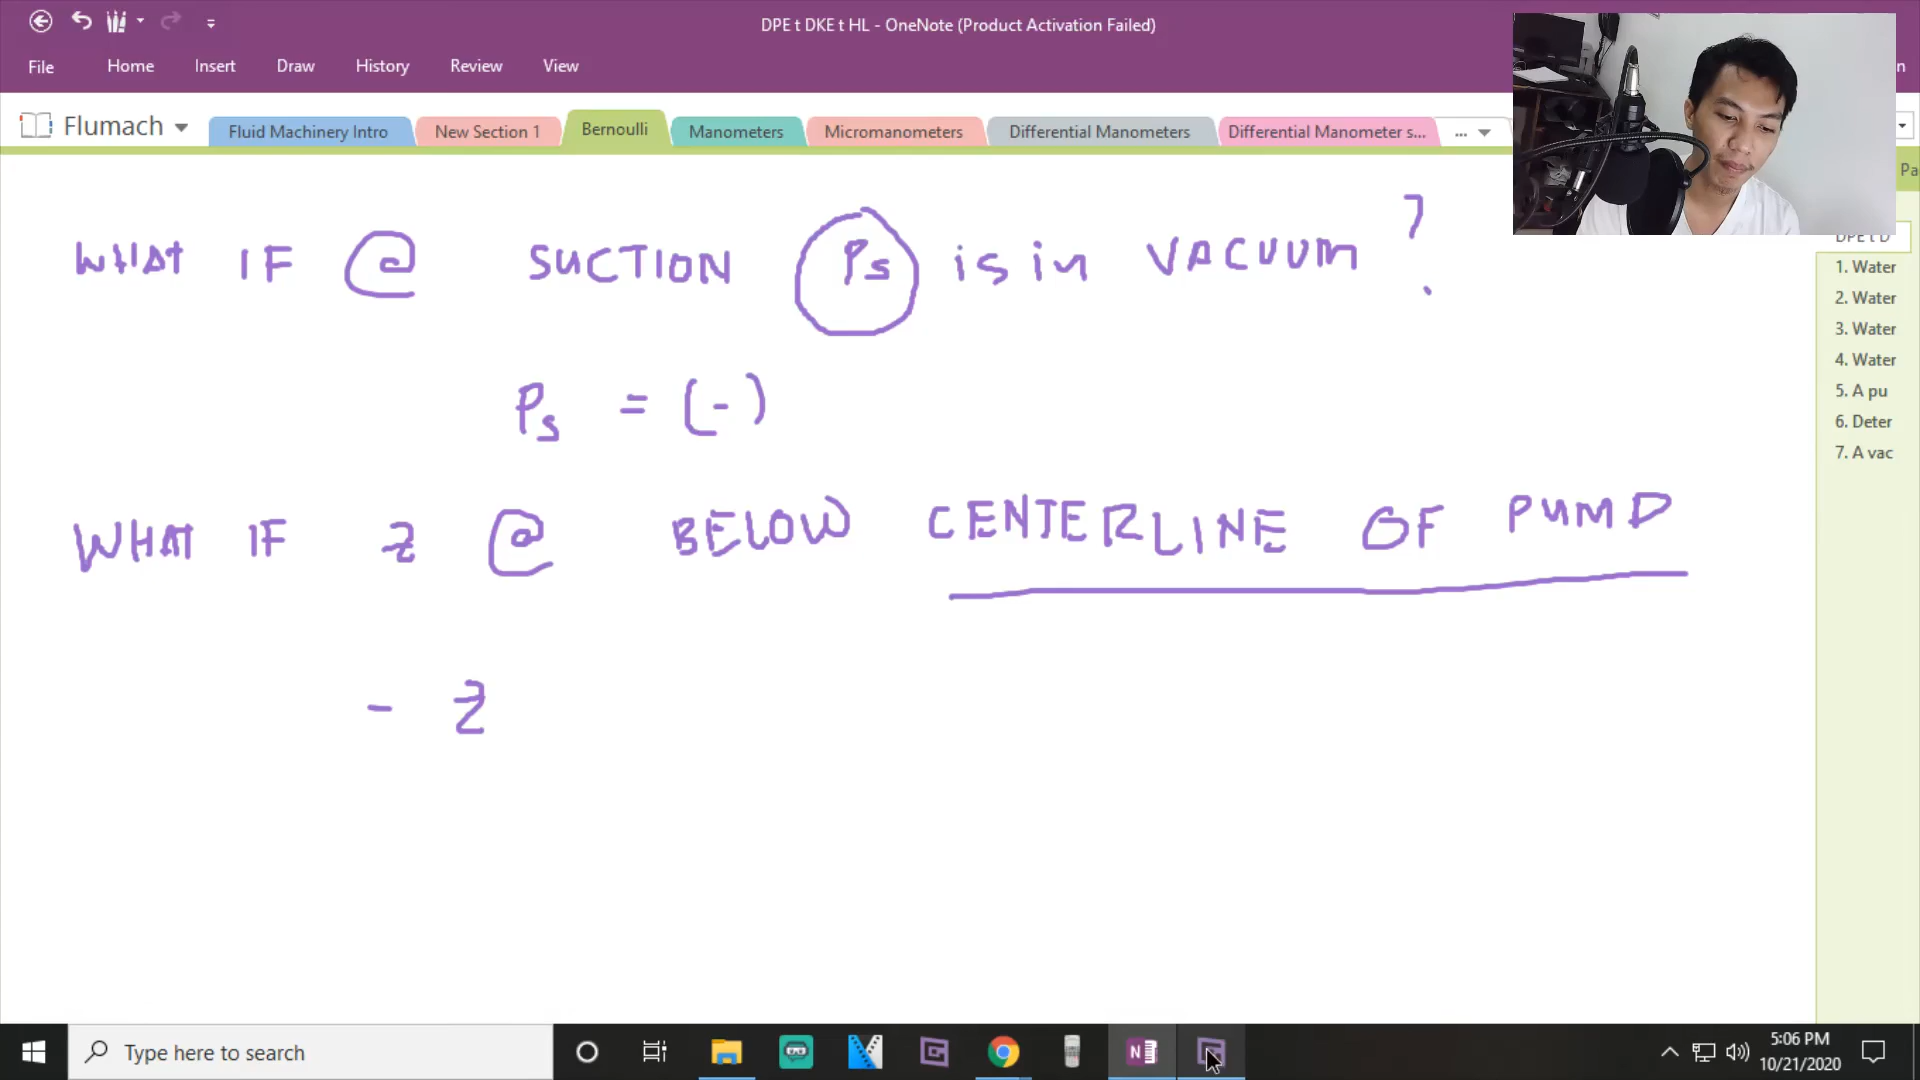 DPE t DKE t HL - OneNote (Product Activation Failed)
File Home Insert Draw History Review View
Flumach Fluid Machinery Intro New Section 1 Bernoulli Manometers Micromanometers Differential Manometers Differential Manometer s... ...
WHAT IF @ SUCTION Ps is in VACUUM ?
Ps = (-)
WHAT IF Z @ BELOW CENTERLINE OF PUMP
- Z
Pa
DPE t D
1. Water
2. Water
3. Water
4. Water
5. A pu
6. Deter
7. A vac
Type here to search
N
5:06 PM
10/21/2020